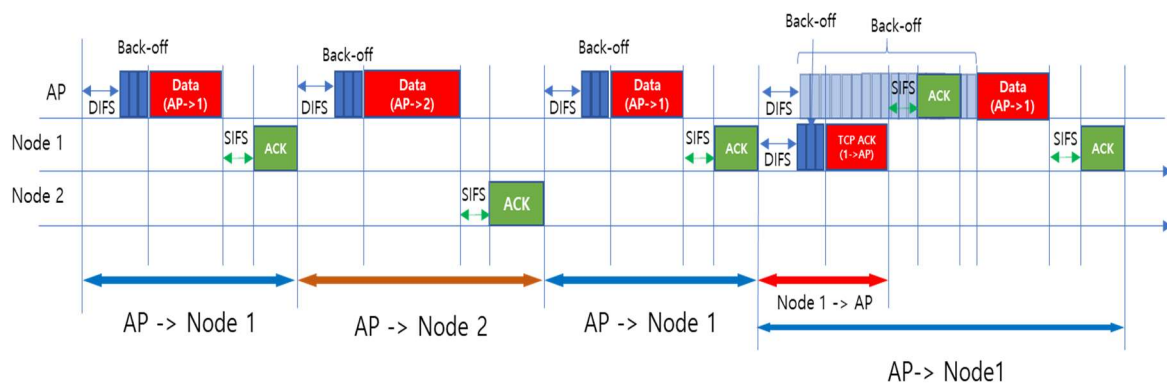 Back-off
Back-off
Back-off
Back-off
Back-off
AP
DIFS
Data
(AP->1)
DIFS
Data
(AP->2)
DIFS
Data
(AP->1)
DIFS
SIFS
ACK
Data
(AP->1)
Node 1
SIFS
ACK
SIFS
ACK
DIFS
TCP ACK
(1->AP)
SIFS
ACK
Node 2
SIFS
ACK
AP -> Node 1
AP -> Node 2
AP -> Node 1
Node 1 -> AP
AP-> Node1